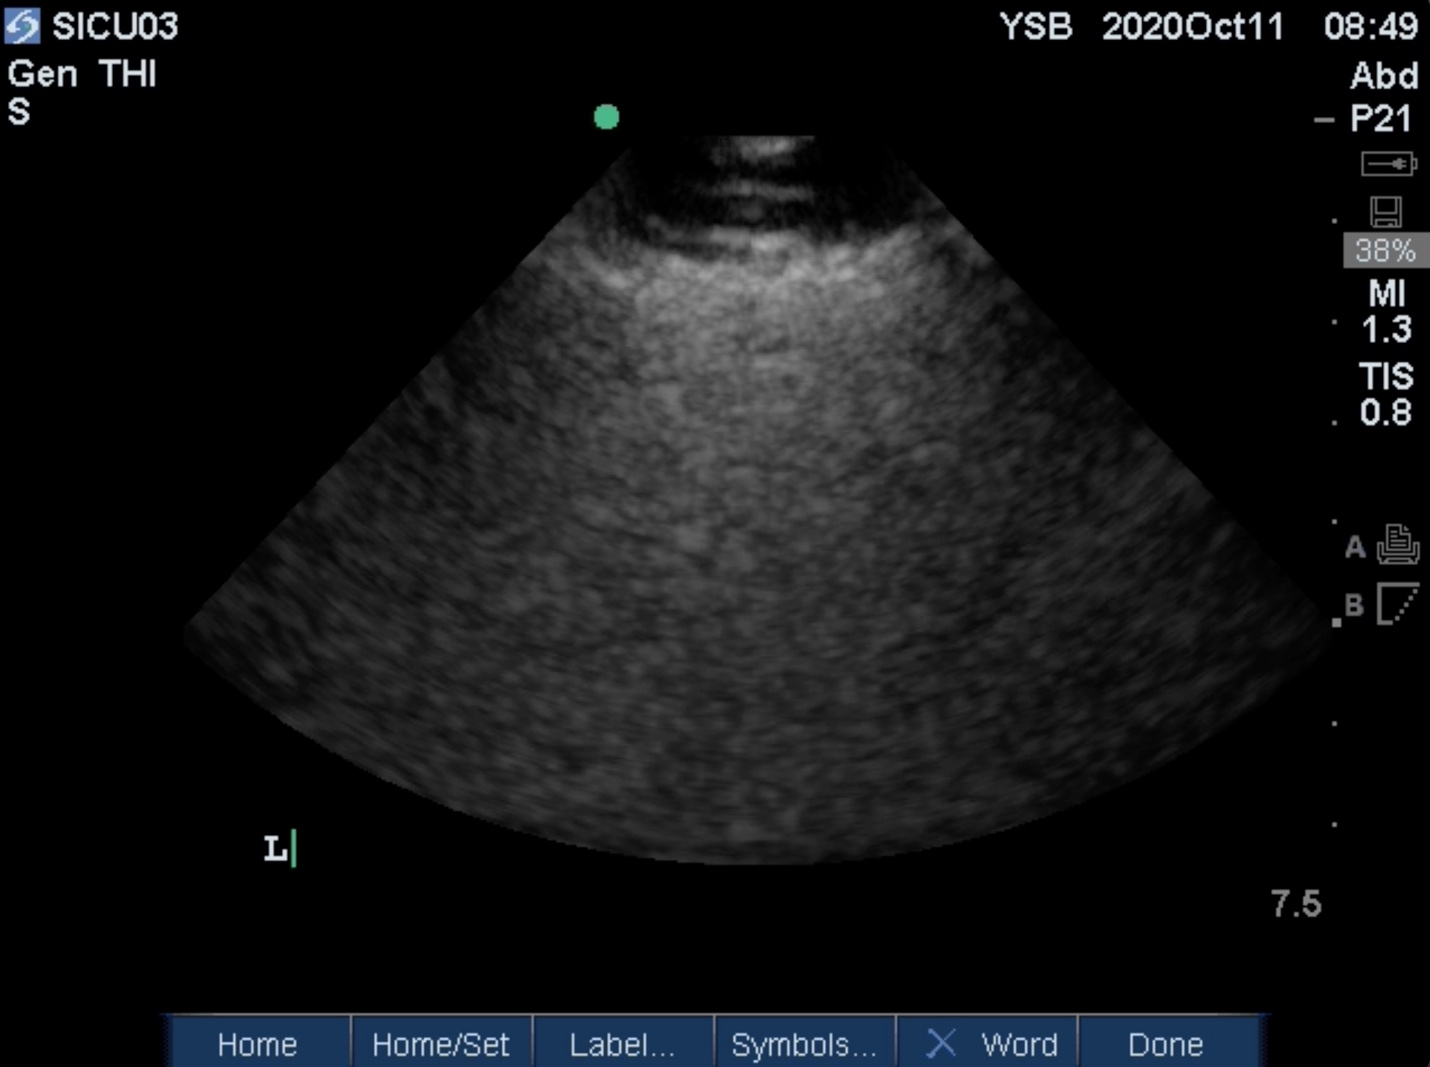 SICU03 YSB 2020Oct11 08:49
Gen THI Abd
S P21
38%
MI
1.3
TIS
0.8
A
B
L
7.5
Home Home/Set Label... Symbols... Word Done